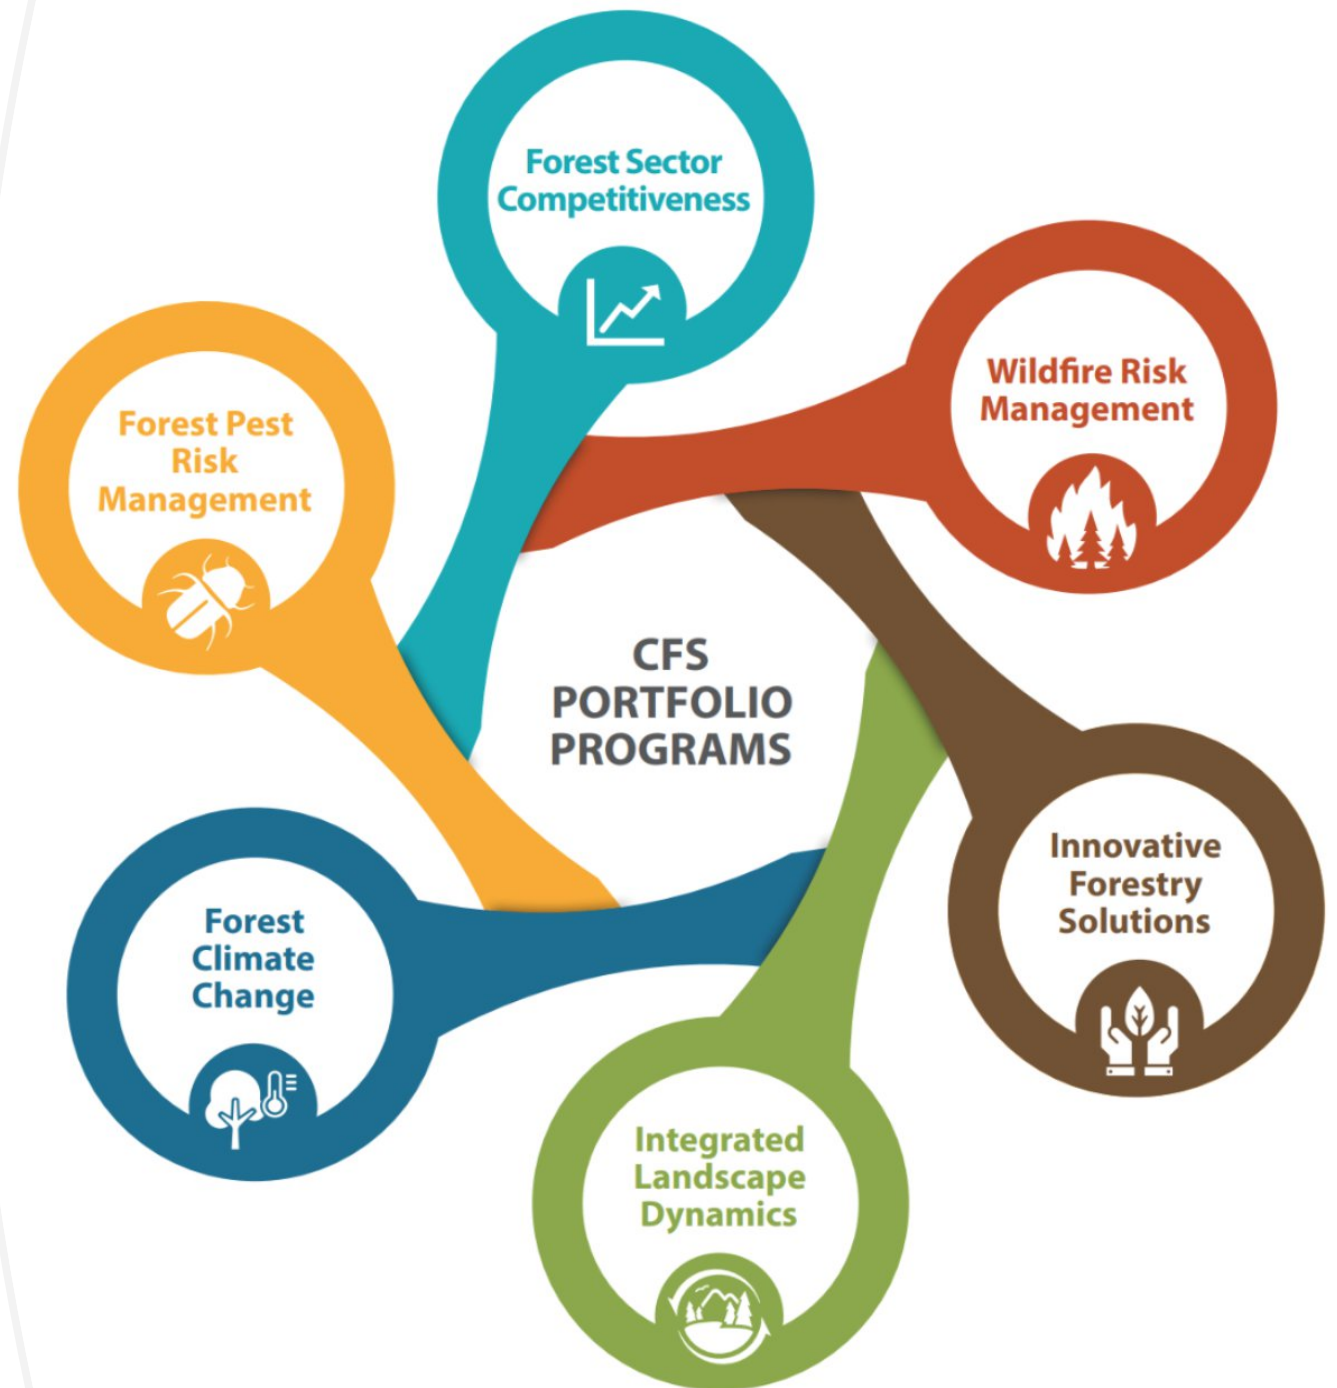 Forest Sector
Competitiveness
Wildfire Risk
Management
Forest Pest
Risk
Management
CFS
PORTFOLIO
PROGRAMS
Innovative
Forestry
Solutions
Forest
Climate
Change
Integrated
Landscape
Dynamics